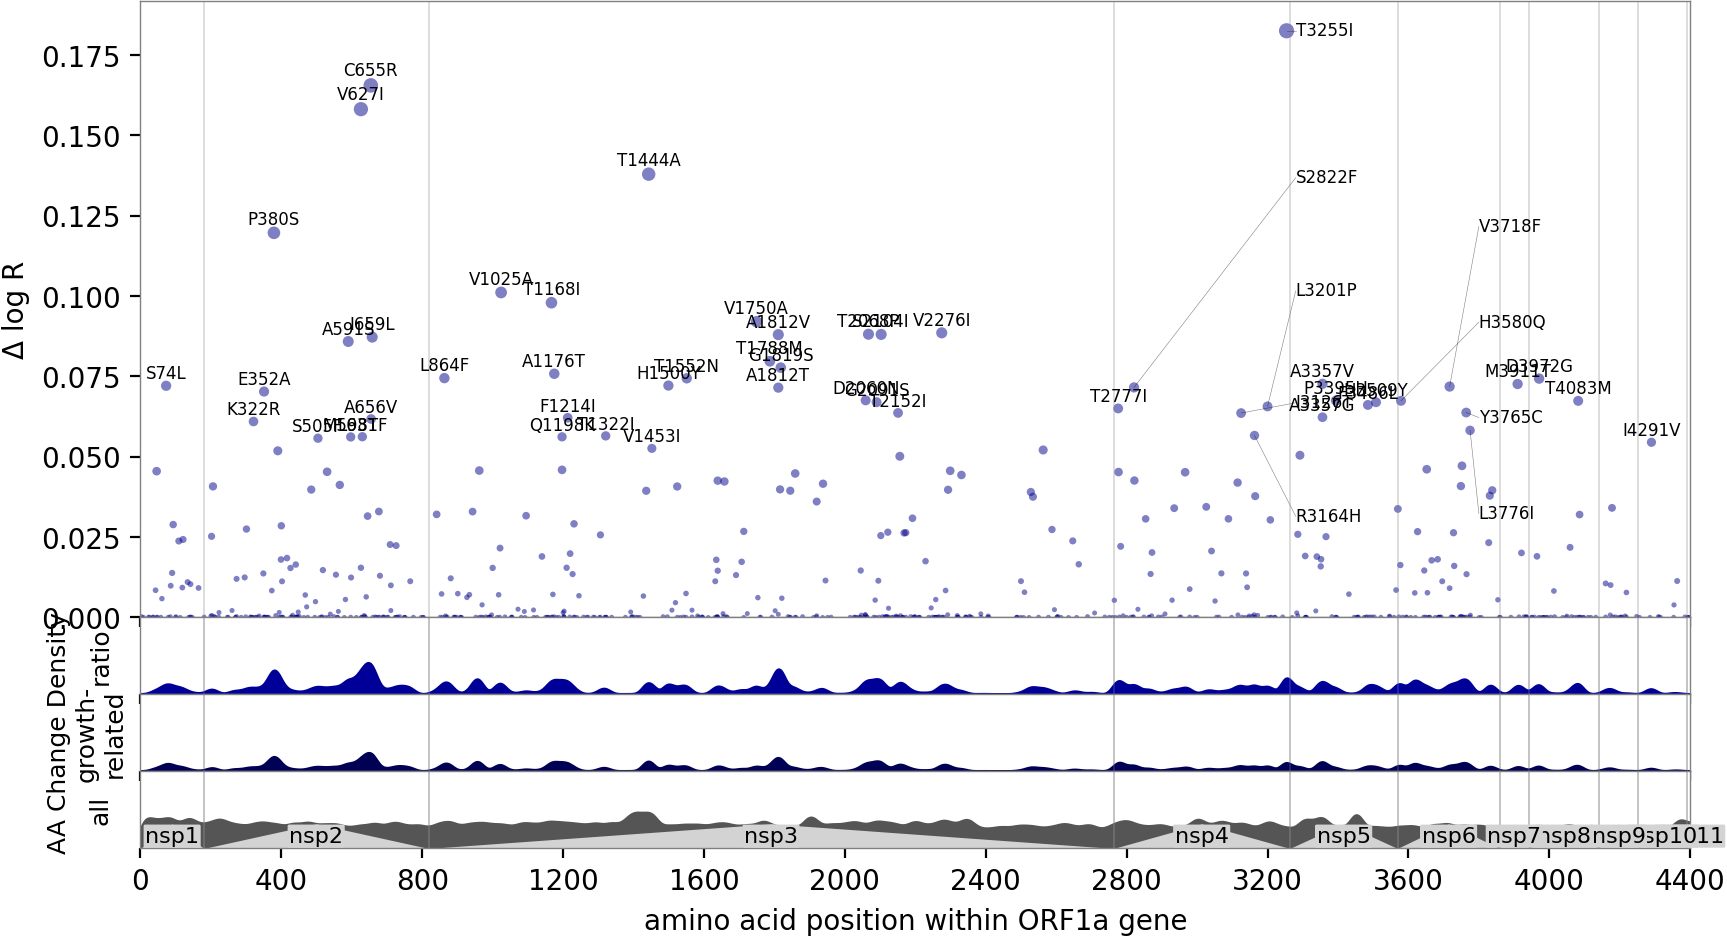 0.175
0.150
0.125
0.100
0.075
0.050
0.025
0.000
Δ log R
T3255I
C655R
V627I
T1444A
S2822F
P380S
V3718F
V1025A
T1168I
L3201P
V1750A
A1812V
V2276I
H3580Q
A591S
I659L
T1788M
G1819S
S74L
E352A
L864F
A1176T
H1500Y
T1552N
A1812T
A3357V
D3972G
T4083M
T2777I
K322R
A656V
F1214I
Q1198K
T1322I
V1453I
A3357G
Y3765C
I4291V
R3164H
L3776I
AA Change Density
ratio
growth-
related
all
nsp1
nsp2
nsp3
nsp4
nsp5
nsp6
nsp7
nsp9
0 400 800 1200 1600 2000 2400 2800 3200 3600 4000 4400
amino acid position within ORF1a gene